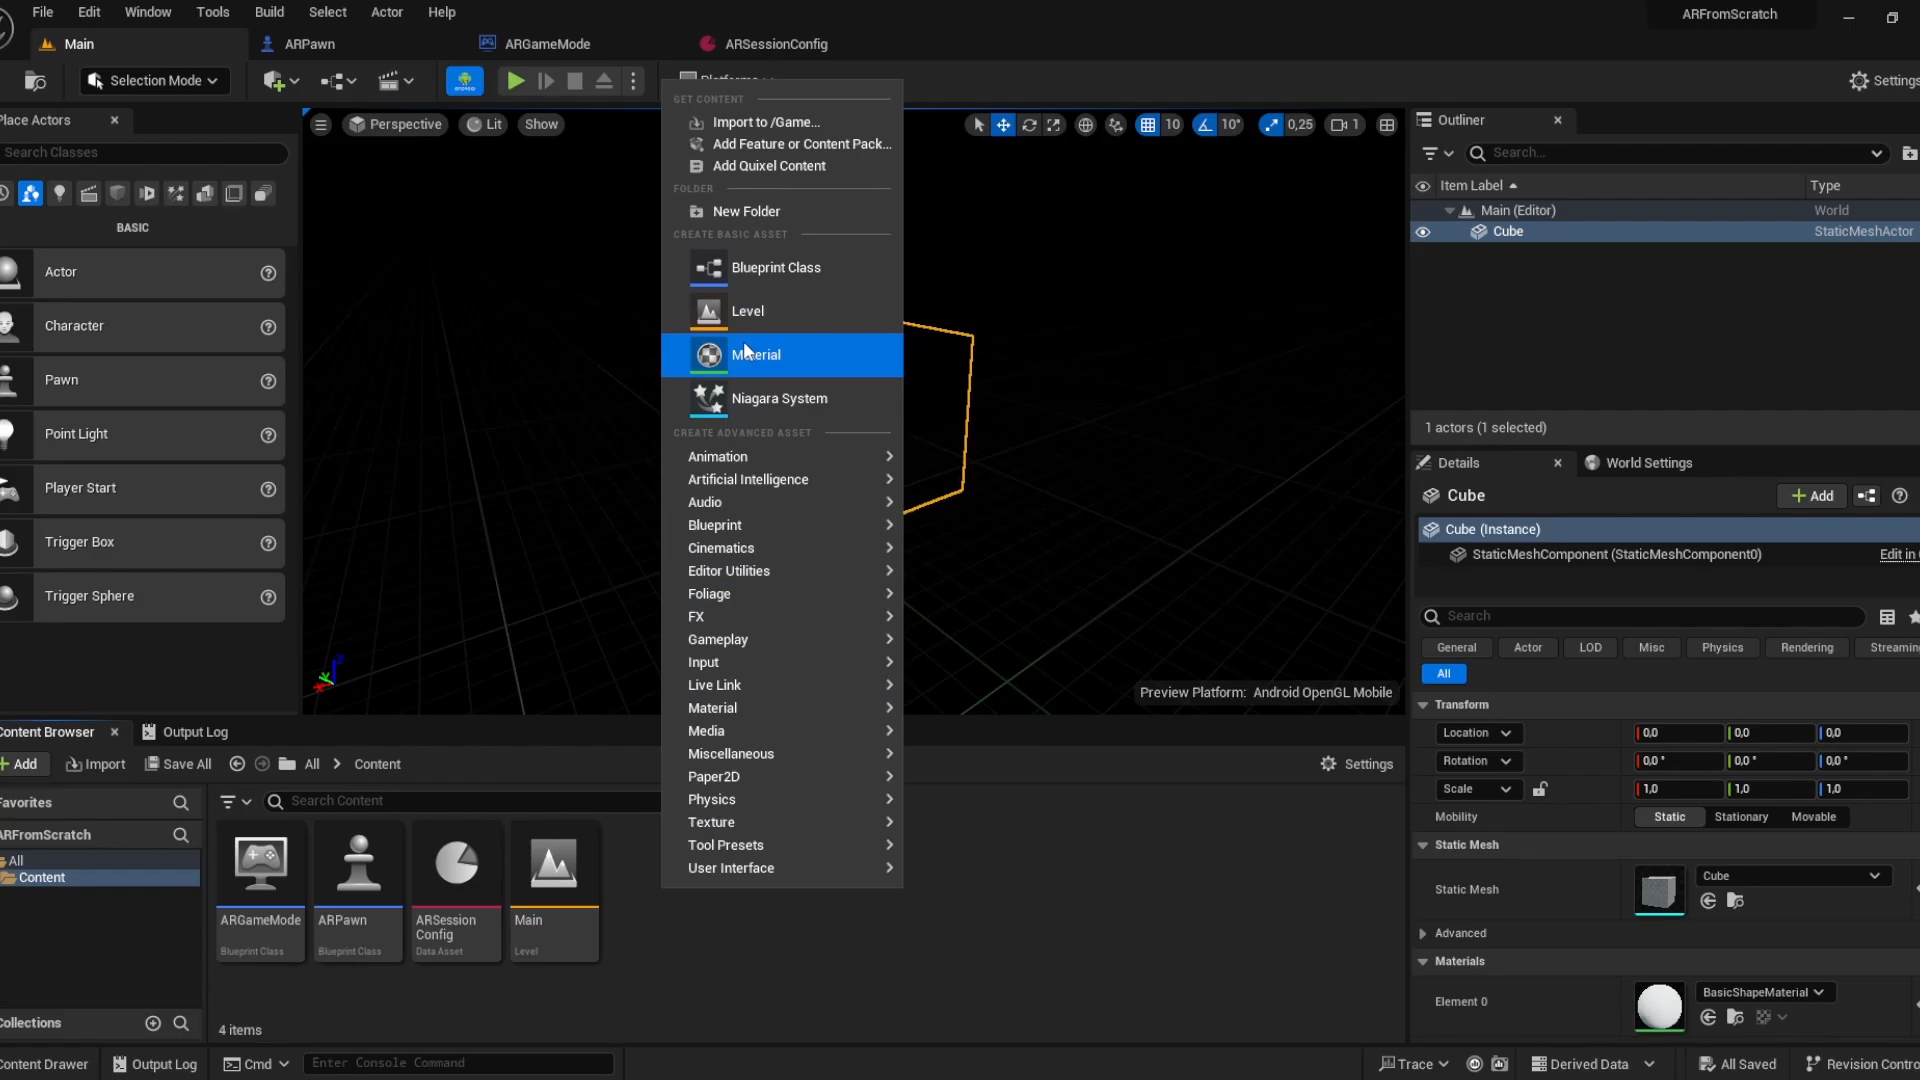 File Edit Window Tools Build Select Actor Help
ARFromScratch
Main ARPawn ARGameMode ARSessionConfig
Selection Mode
Settings
Place Actors
Search Classes
BASIC
Actor
Character
Pawn
Point Light
Player Start
Trigger Box
Trigger Sphere
Perspective Lit Show
10 10° 0,25 1
Preview Platform: Android OpenGL Mobile
GET CONTENT
Import to /Game...
Add Feature or Content Pack...
Add Quixel Content
FOLDER
New Folder
CREATE BASIC ASSET
Blueprint Class
Level
Material
Niagara System
CREATE ADVANCED ASSET
Animation
Artificial Intelligence
Audio
Blueprint
Cinematics
Editor Utilities
Foliage
FX
Gameplay
Input
Live Link
Material
Media
Miscellaneous
Paper2D
Physics
Texture
Tool Presets
User Interface
Outliner
Search...
Item Label Type
Main (Editor) World
Cube StaticMeshActor
1 actors (1 selected)
Details World Settings
Cube Add
Cube (Instance)
StaticMeshComponent (StaticMeshComponent0) Edit in
Search
General Actor LOD Misc Physics Rendering Streamin
All
Transform
Location 0,0 0,0 0,0
Rotation 0,0 ° 0,0 ° 0,0 °
Scale 1,0 1,0 1,0
Mobility Static Stationary Movable
Static Mesh
Static Mesh Cube
Advanced
Materials
Element 0 BasicShapeMaterial
Content Browser Output Log
Add Import Save All All Content Settings
Favorites Search Content
ARFromScratch
All
Content
ARGameMode
Blueprint Class
ARPawn
Blueprint Class
ARSession
Config
Data Asset
Main
Level
Collections 4 items
Content Drawer Output Log Cmd Enter Console Command
Trace Derived Data All Saved Revision Contro